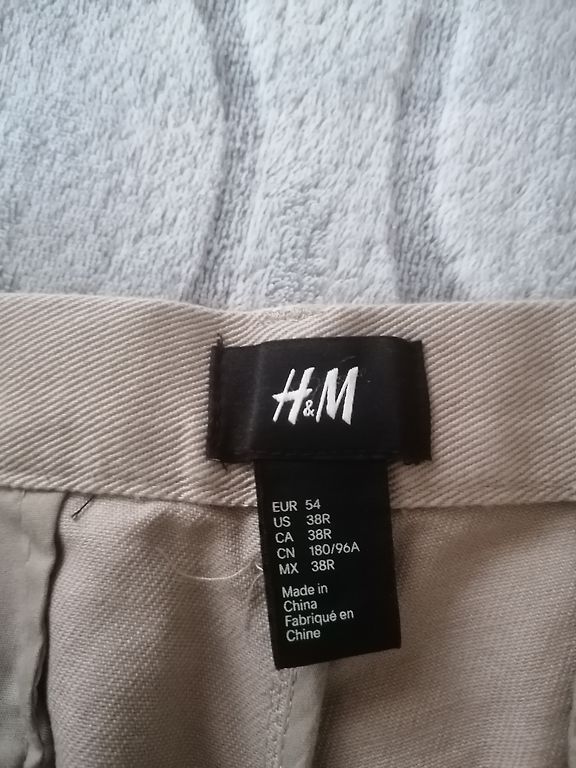 H&M
EUR 54
US 38R
CA 38R
CN 180/96A
MX 38R
Made in
China
Fabriqué en
Chine